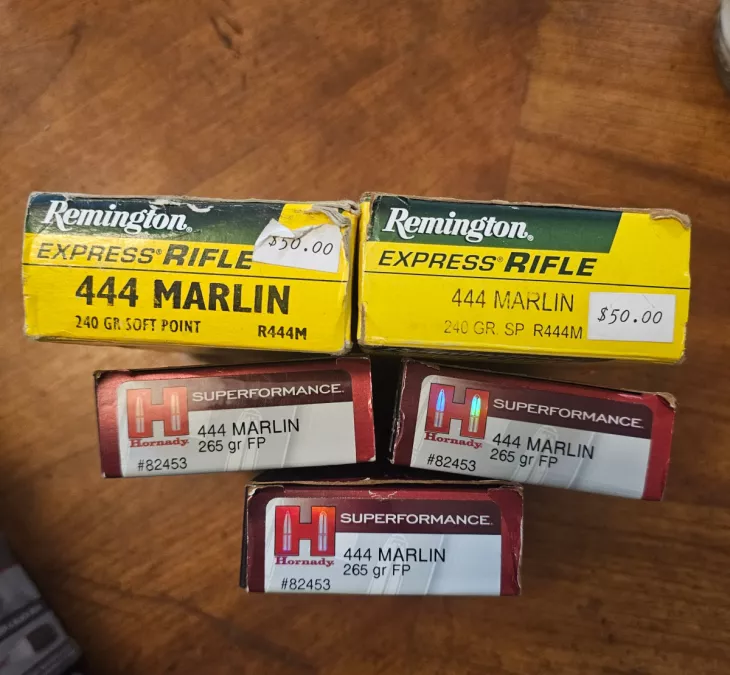 Remington
EXPRESS® RIFLE
$50.00
444 MARLIN
240 GR SOFT POINT R444M
Remington
EXPRESS® RIFLE
444 MARLIN
240 GR. SP R444M
$50.00
H
SUPERFORMANCE
Hornady
444 MARLIN
265 gr FP
#82453
H
SUPERFORMANCE
Hornady
444 MARLIN
265 gr FP
#82453
H
SUPERFORMANCE
Hornady
444 MARLIN
265 gr FP
#82453